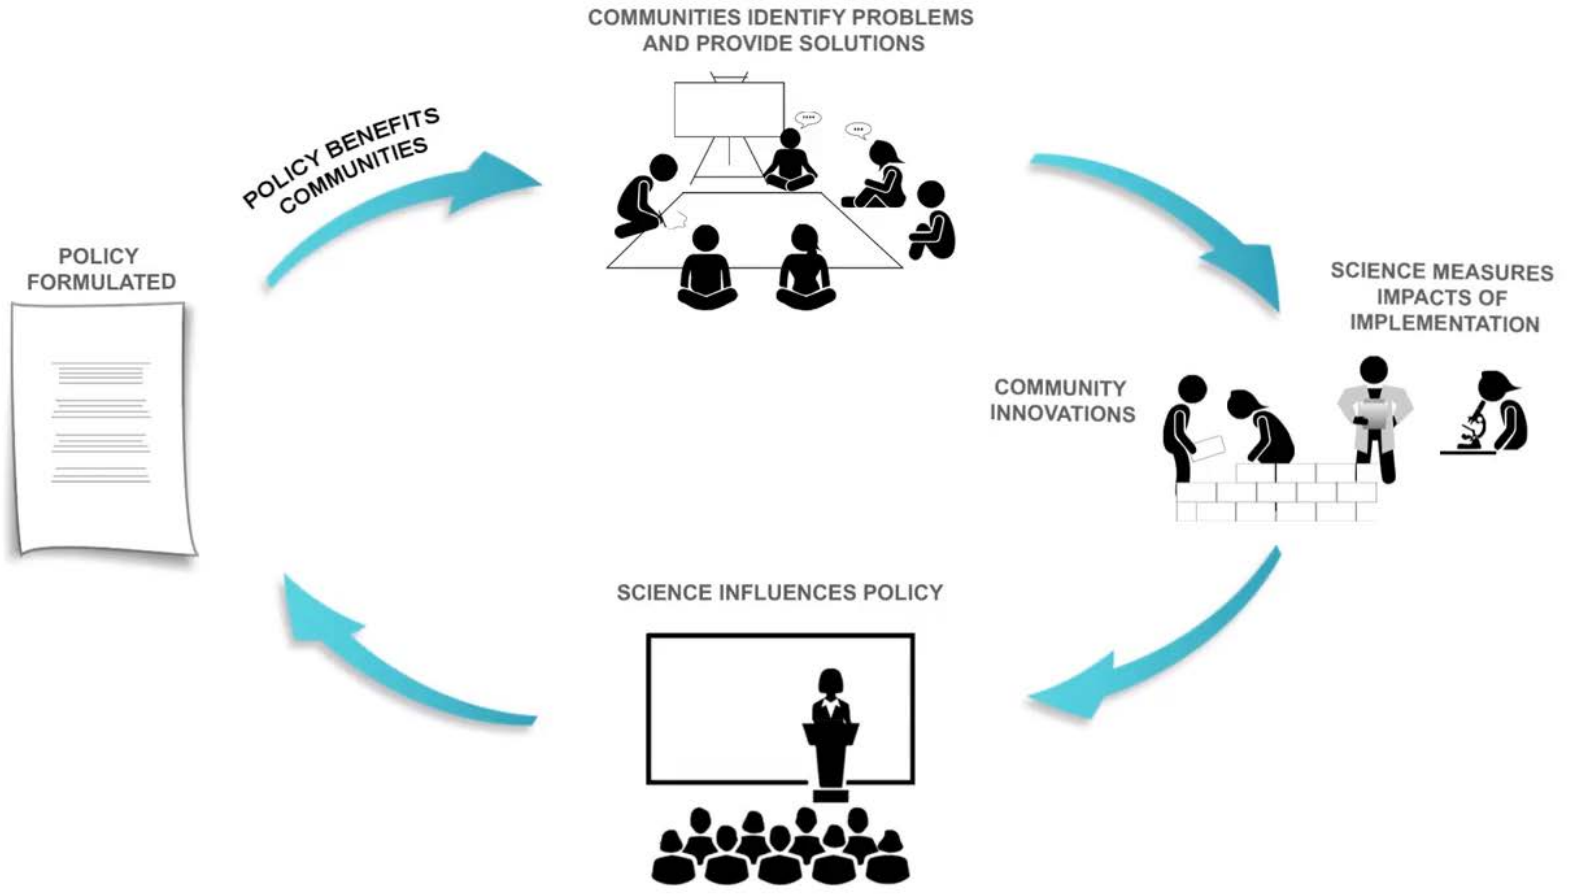 COMMUNITIES IDENTIFY PROBLEMS
AND PROVIDE SOLUTIONS
POLICY BENEFITS
COMMUNITIES
POLICY
FORMULATED
SCIENCE MEASURES
IMPACTS OF
IMPLEMENTATION
COMMUNITY
INNOVATIONS
SCIENCE INFLUENCES POLICY